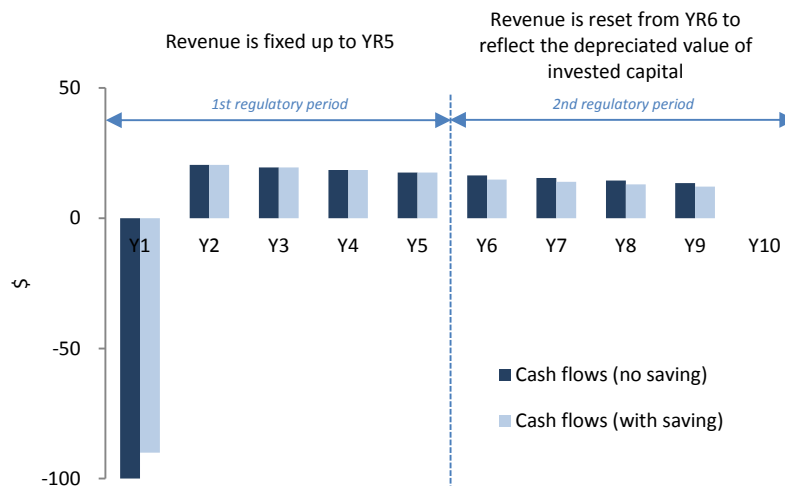 Revenue is fixed up to YR5
Revenue is reset from YR6 to
reflect the depreciated value of
invested capital
50
1st regulatory period
2nd regulatory period
0
Y1
Y2
Y3
Y4
Y5
Y6
Y7
Y8
Y9
Y10
$
-50
Cash flows (no saving)
Cash flows (with saving)
-100